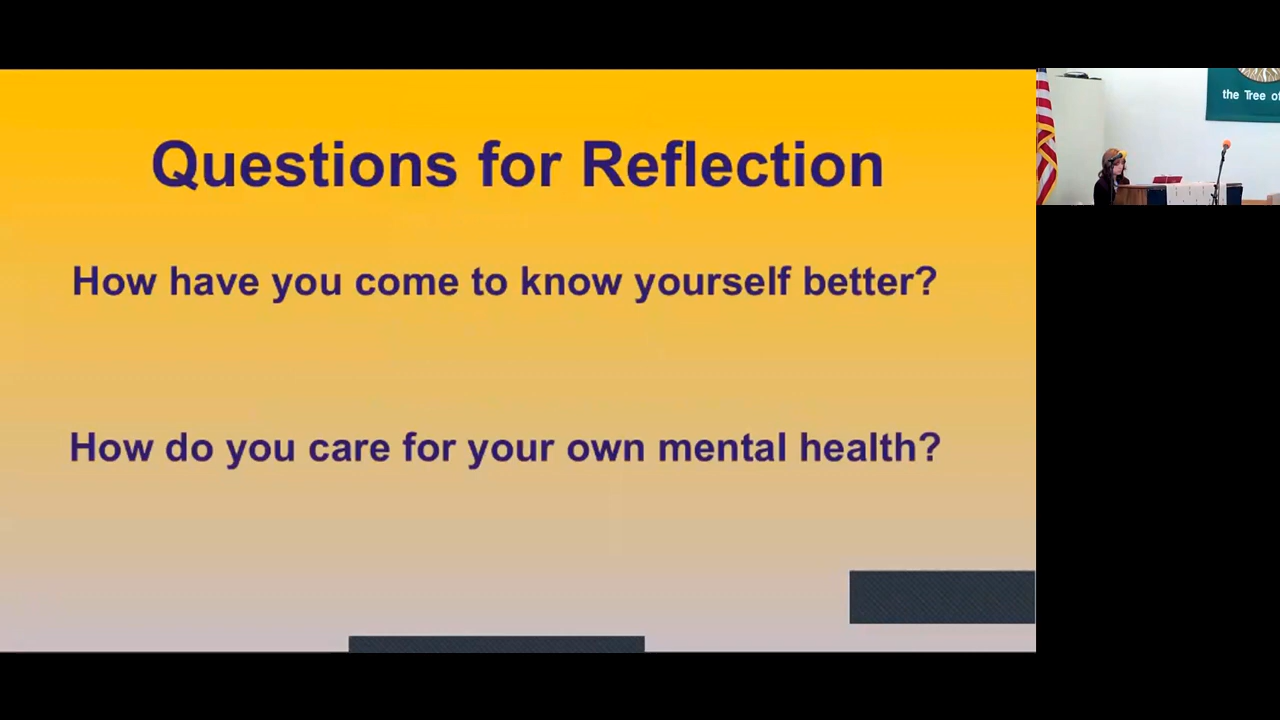 Questions for Reflection
How have you come to know yourself better?
How do you care for your own mental health?
the Tree of